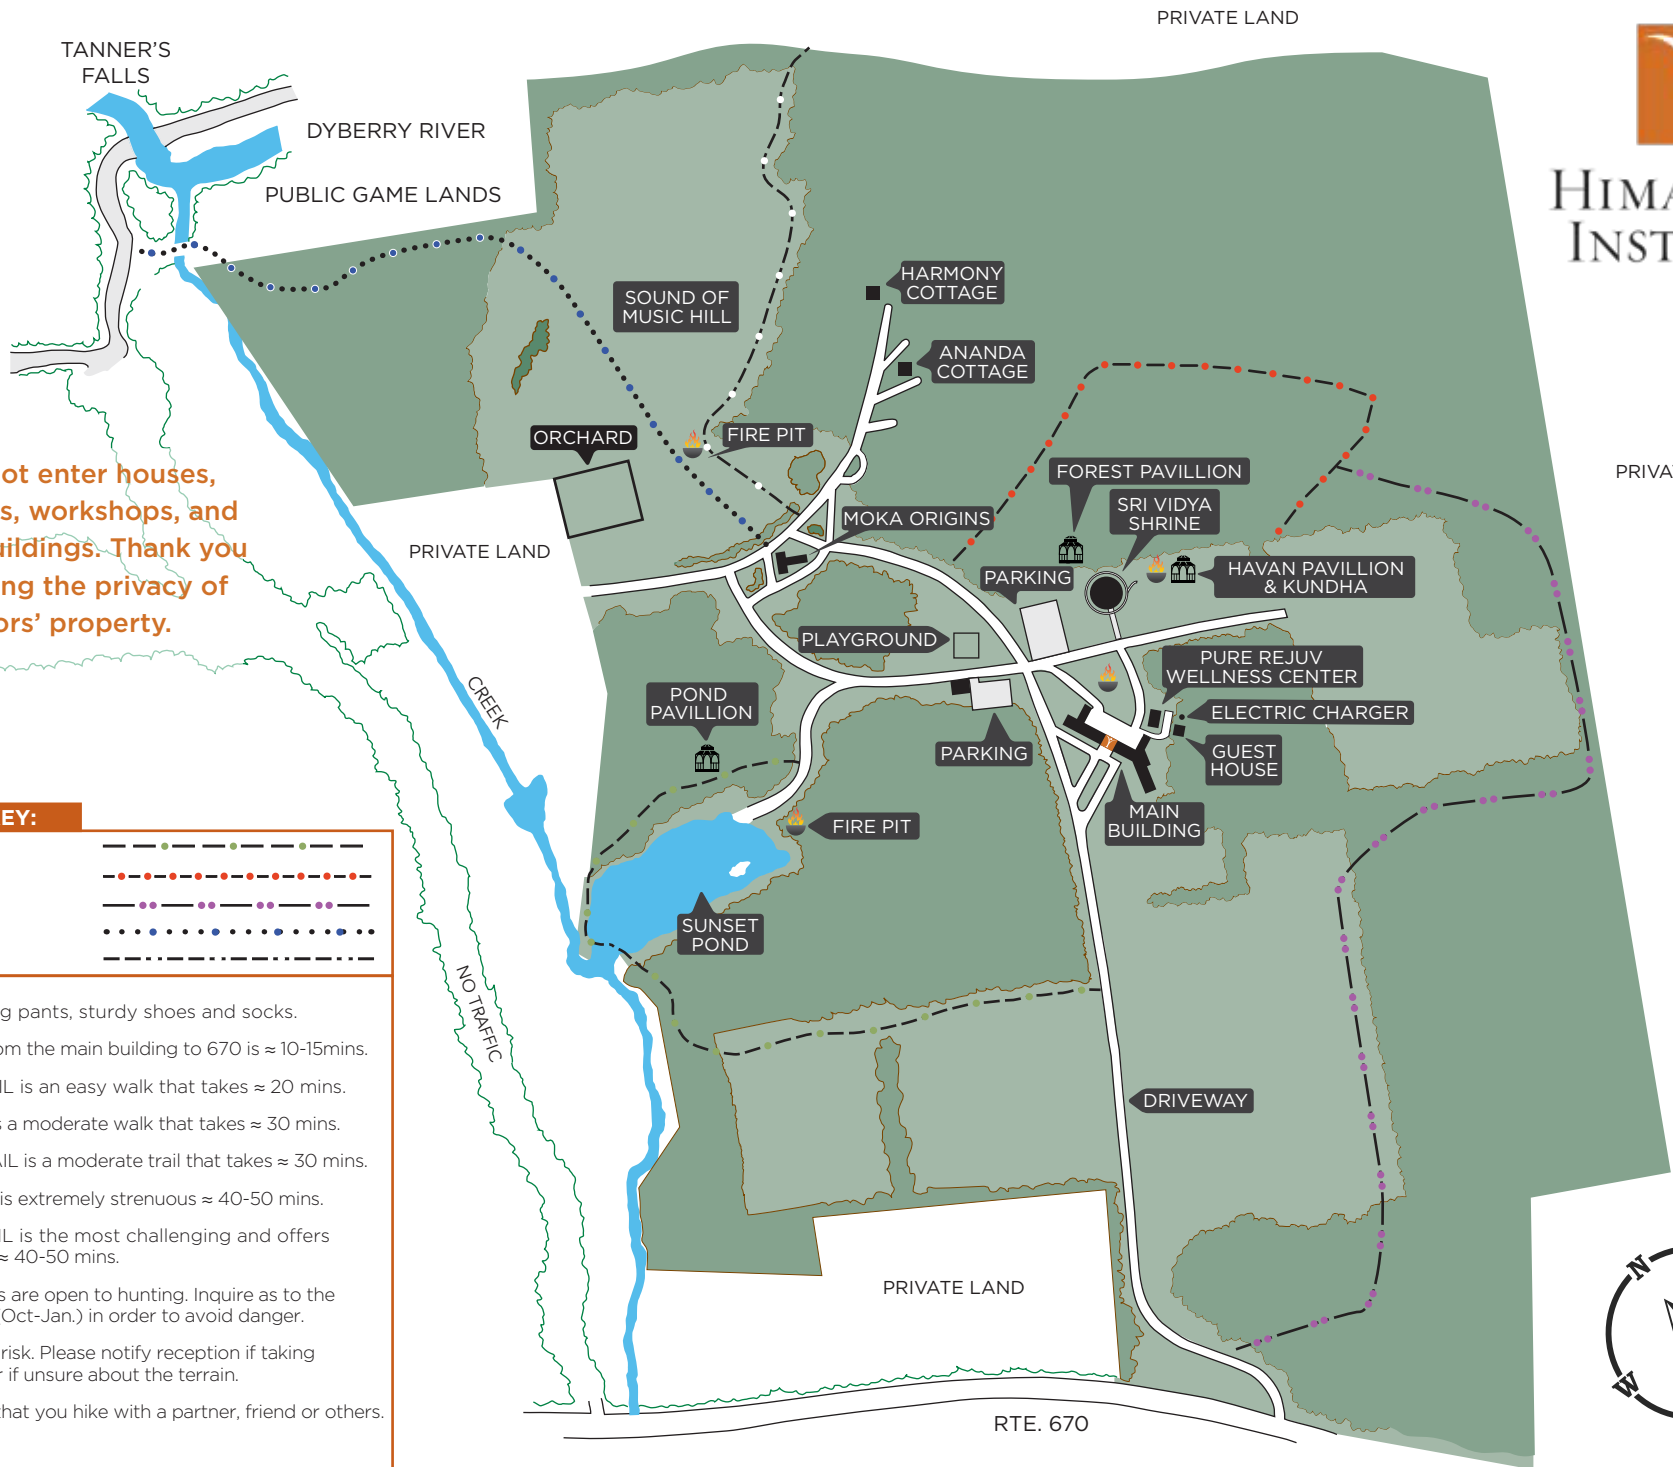 PRIVATE LAND
TANNER'S
FALLS
DYBERRY RIVER
PUBLIC GAME LANDS
HIMA
INST
HARMONY
COTTAGE
SOUND OF
MUSIC HILL
ANANDA
COTTAGE
ORCHARD
FIRE PIT
FOREST PAVILLION
PRIVA
ot enter houses,
s, workshops, and
uildings. Thank you
ing the privacy of
ors' property.
SRI VIDYA
SHRINE
MOKA ORIGINS
PRIVATE LAND
HAVAN PAVILLION
& KUNDHA
PARKING
PLAYGROUND
PURE REJUV
WELLNESS CENTER
CREEK
POND
PAVILLION
ELECTRIC CHARGER
PARKING
GUEST
HOUSE
MAIN
BUILDING
FIRE PIT
EY:
SUNSET
POND
NO TRAFFIC
g pants, sturdy shoes and socks.
om the main building to 670 is ≈ 10-15mins.
IL is an easy walk that takes ≈ 20 mins.
s a moderate walk that takes ≈ 30 mins.
AIL is a moderate trail that takes ≈ 30 mins.
is extremely strenuous ≈ 40-50 mins.
IL is the most challenging and offers
≈ 40-50 mins.
s are open to hunting. Inquire as to the
(Oct-Jan.) in order to avoid danger.
risk. Please notify reception if taking
r if unsure about the terrain.
that you hike with a partner, friend or others.
DRIVEWAY
PRIVATE LAND
N
W
RTE. 670